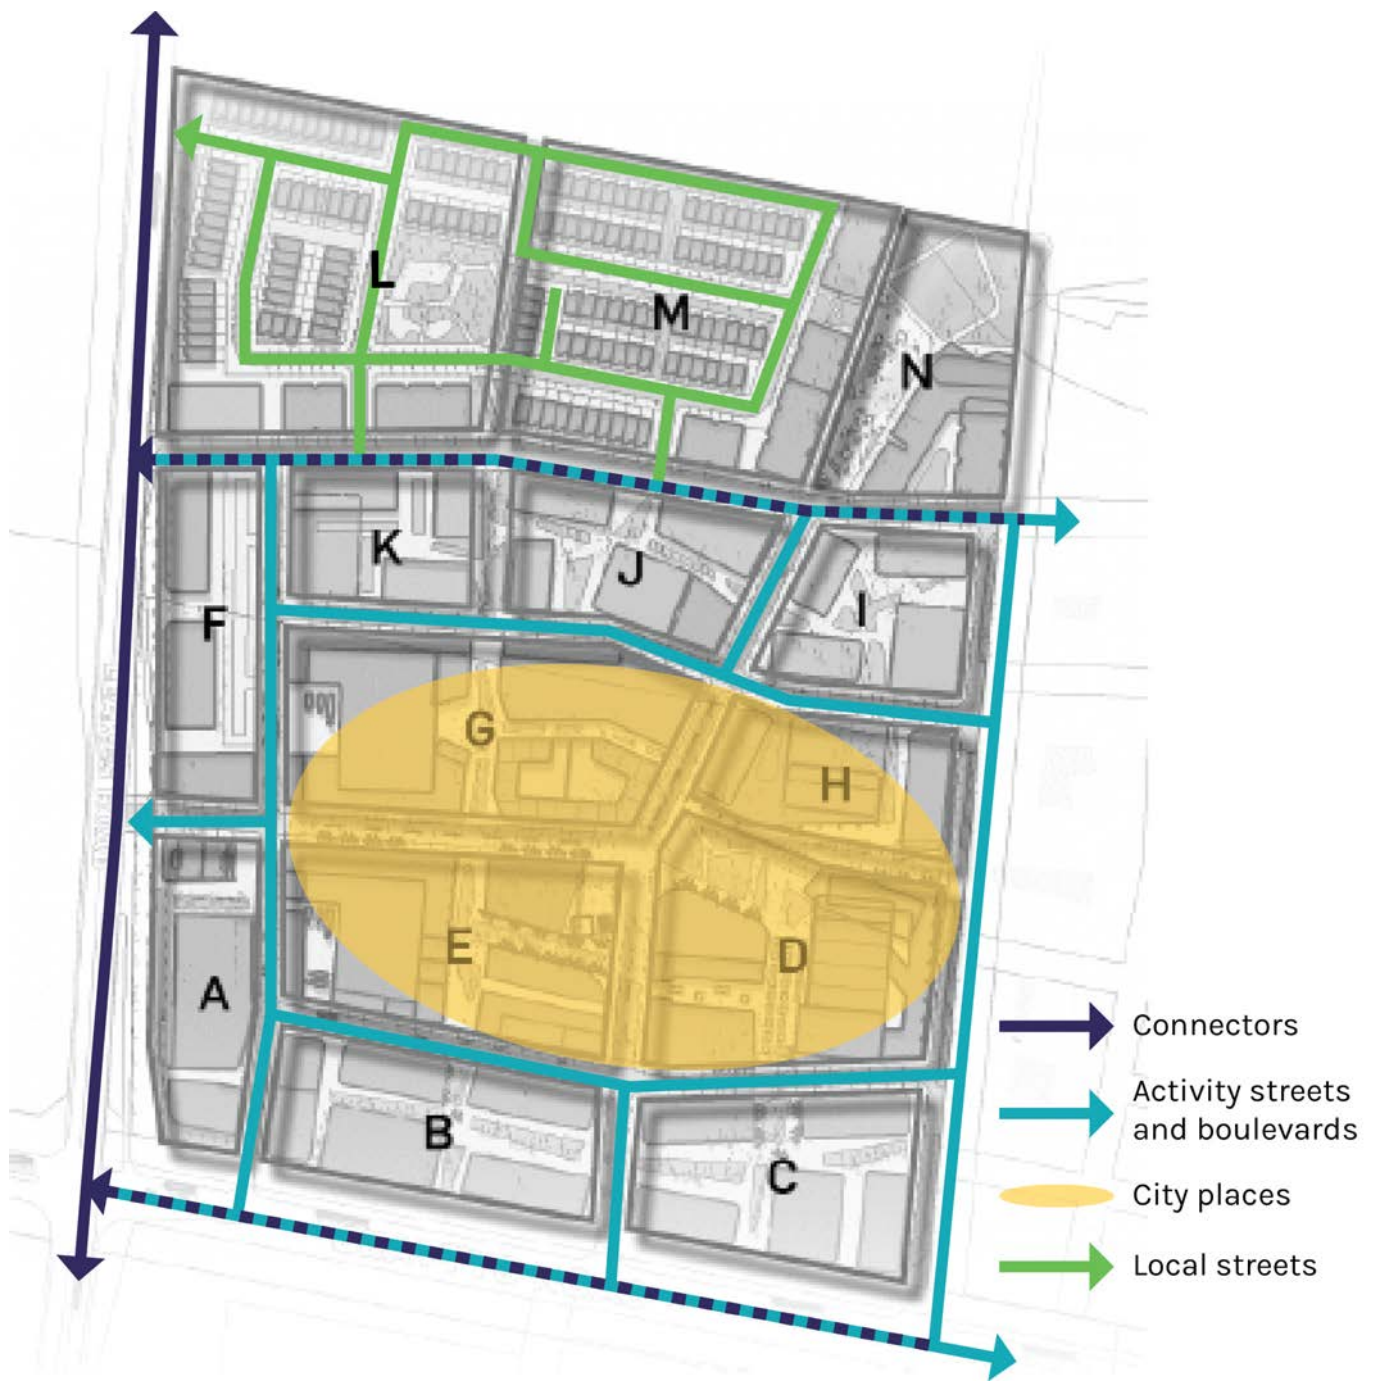 L
M
N
K
J
I
F
G
H
E
D
A
B
C
Connectors
Activity streets
and boulevards
City places
Local streets